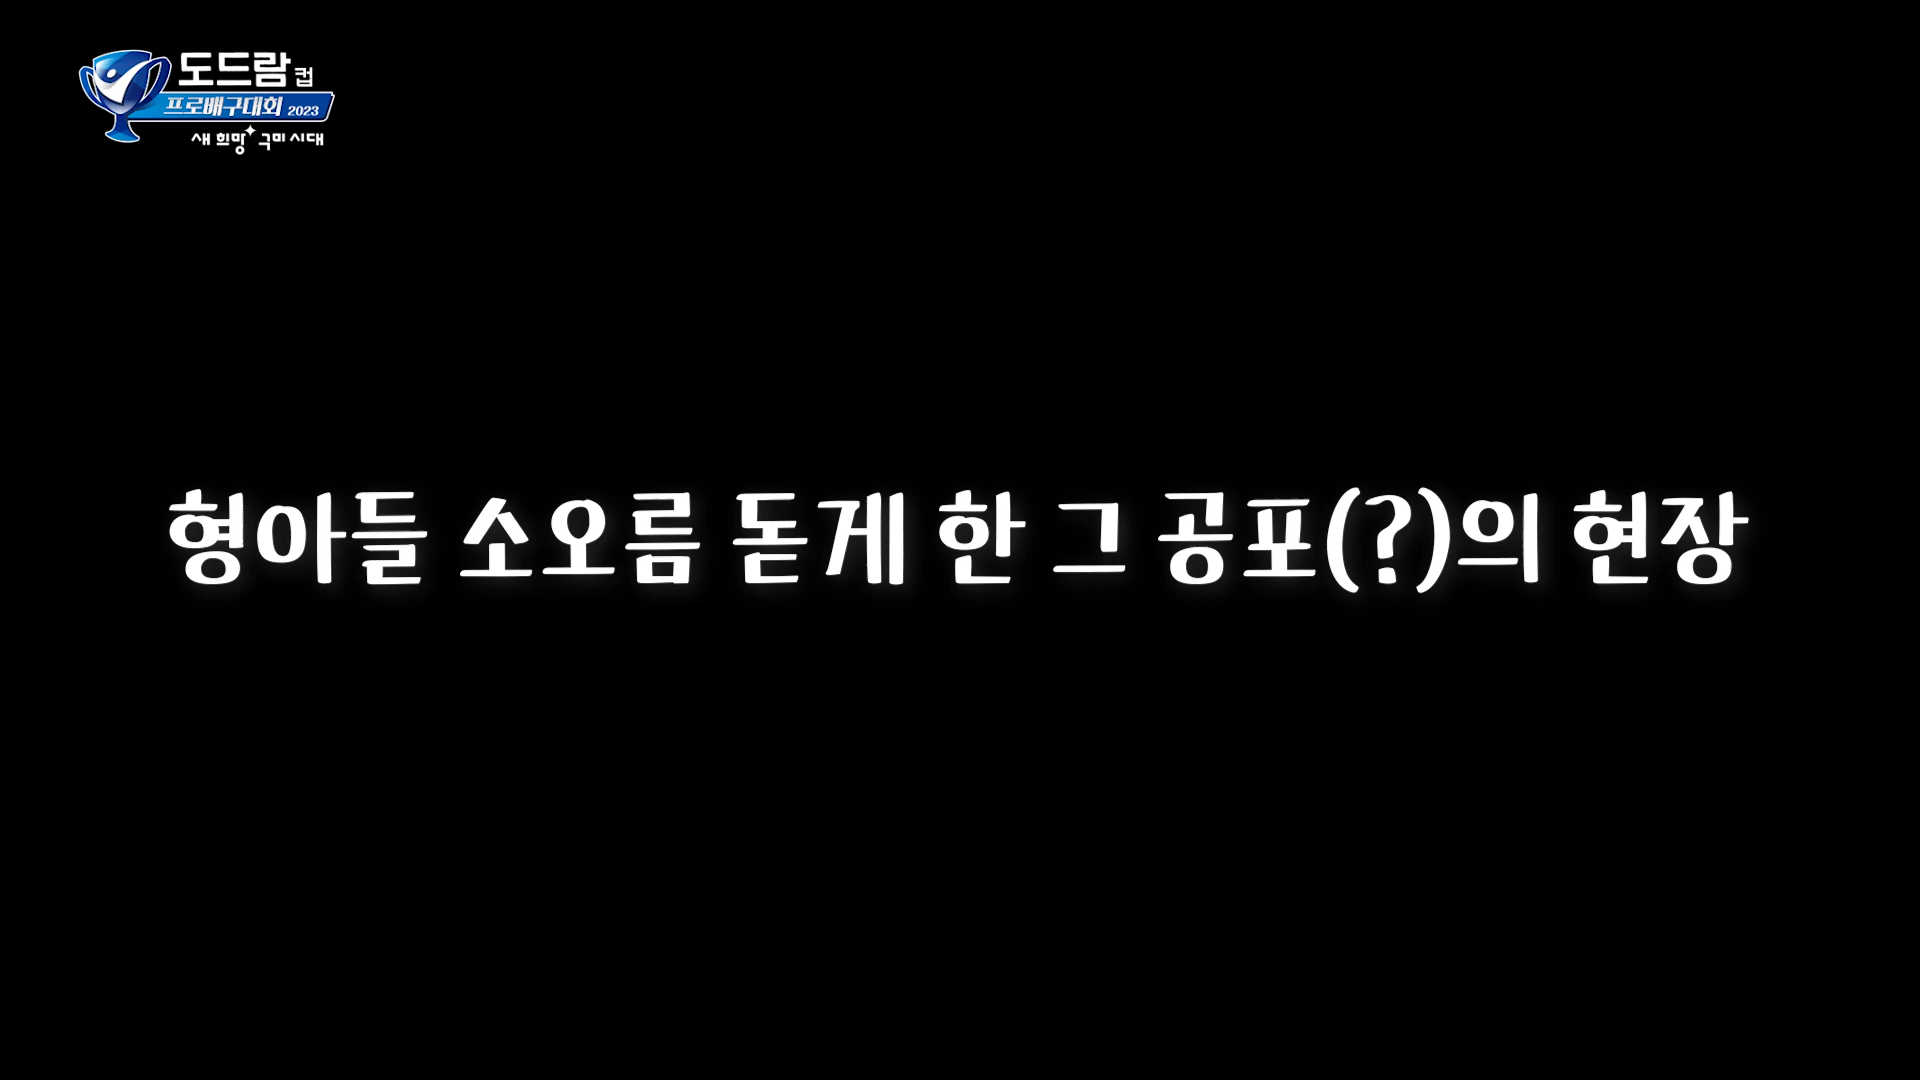 도드람컵
프로배구대회 2023
새 희망 구미 시대
형아들 소오름 돋게 한 그 공포(?)의 현장